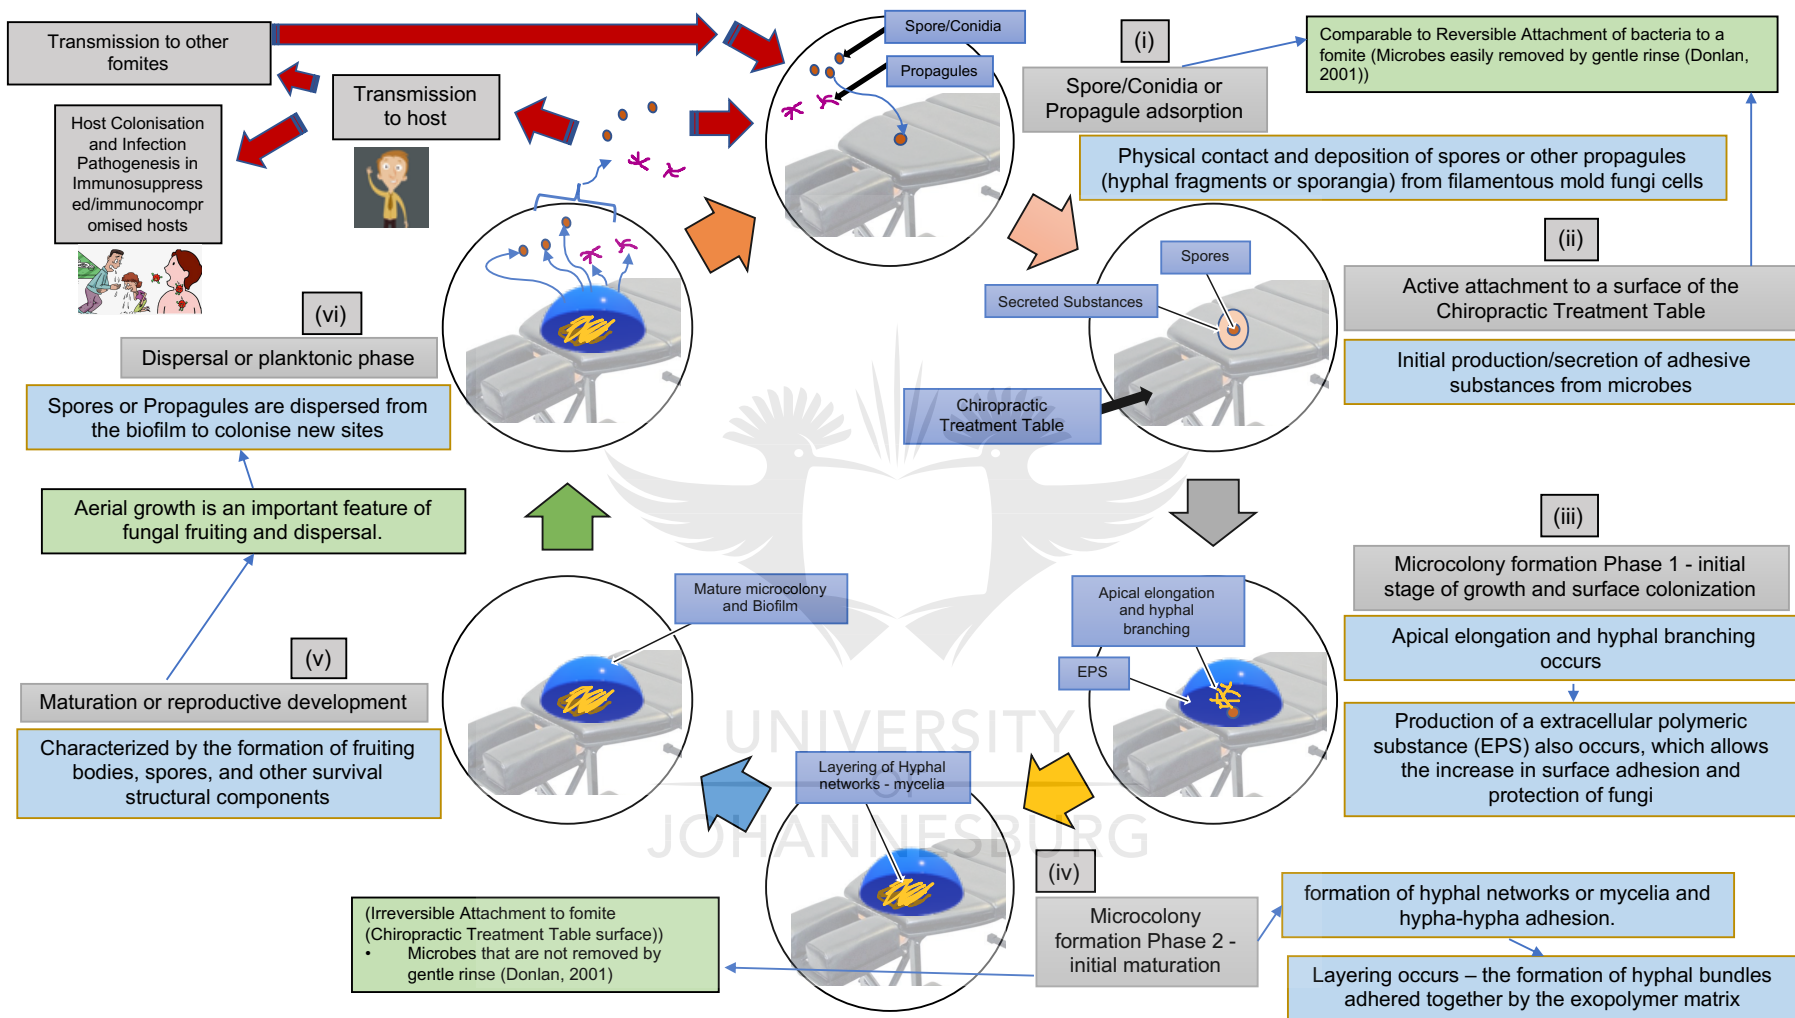 Transmission to other
fomites
Transmission
to host
Host Colonisation
and Infection
Pathogenesis in
Immunosuppress
ed/immunocompr
omised hosts
Spore/Conidia
Propagules
(i)
Spore/Conidia or
Propagule adsorption
Comparable to Reversible Attachment of bacteria to a
fomite (Microbes easily removed by gentle rinse (Donlan,
2001))
Physical contact and deposition of spores or other propagules
(hyphal fragments or sporangia) from filamentous mold fungi cells
(ii)
Active attachment to a surface of the
Chiropractic Treatment Table
Initial production/secretion of adhesive
substances from microbes
Spores
Secreted Substances
Chiropractic
Treatment Table
(iii)
Microcolony formation Phase 1 - initial
stage of growth and surface colonization
Apical elongation and hyphal branching
occurs
Production of a extracellular polymeric
substance (EPS) also occurs, which allows
the increase in surface adhesion and
protection of fungi
Apical elongation
and hyphal
branching
EPS
(iv)
Microcolony
formation Phase 2 -
initial maturation
formation of hyphal networks or mycelia and
hypha-hypha adhesion.
Layering occurs – the formation of hyphal bundles
adhered together by the exopolymer matrix
Layering of Hyphal
networks - mycelia
(Irreversible Attachment to fomite
(Chiropractic Treatment Table surface))
• Microbes that are not removed by
gentle rinse (Donlan, 2001)
Mature microcolony
and Biofilm
(v)
Maturation or reproductive development
Characterized by the formation of fruiting
bodies, spores, and other survival
structural components
Aerial growth is an important feature of
fungal fruiting and dispersal.
(vi)
Dispersal or planktonic phase
Spores or Propagules are dispersed from
the biofilm to colonise new sites
UNIVERSITY
OF
JOHANNESBURG